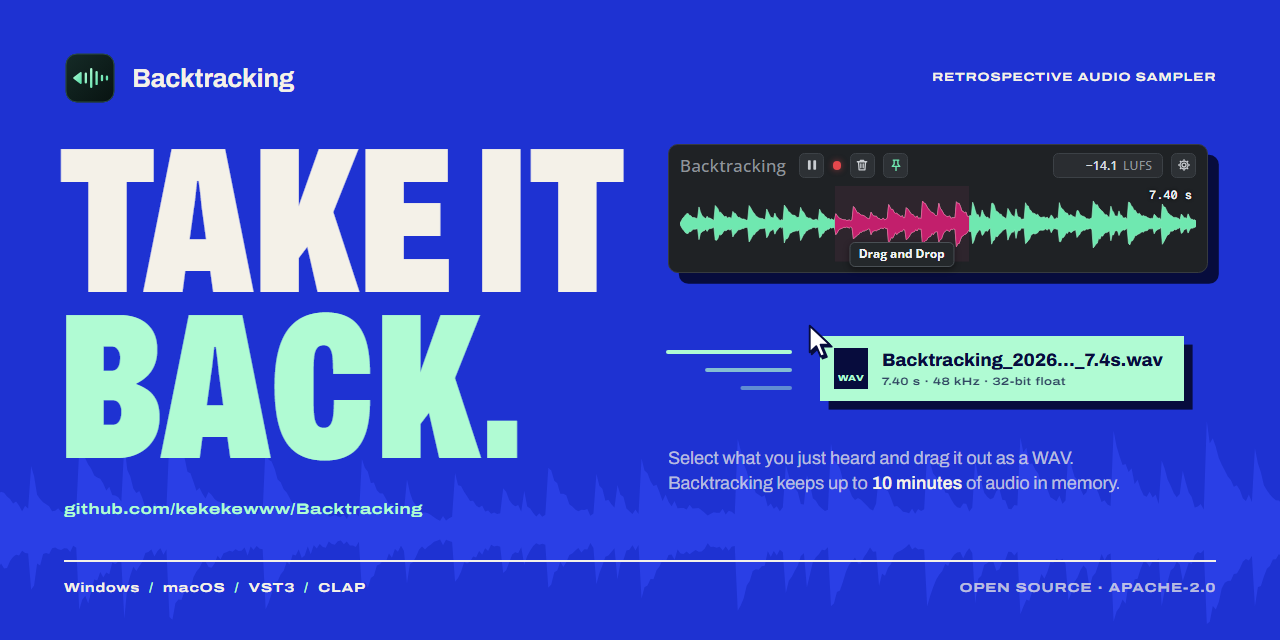 Backtracking
RETROSPECTIVE AUDIO SAMPLER
TAKE IT
BACK.
github.com/kekekewww/Backtracking
Backtracking
−14.1 LUFS
7.40 s
Drag and Drop
WAV
Backtracking_2026..._7.4s.wav
7.40 s · 48 kHz · 32-bit float
Select what you just heard and drag it out as a WAV.
Backtracking keeps up to 10 minutes of audio in memory.
Windows / macOS / VST3 / CLAP
OPEN SOURCE · APACHE-2.0